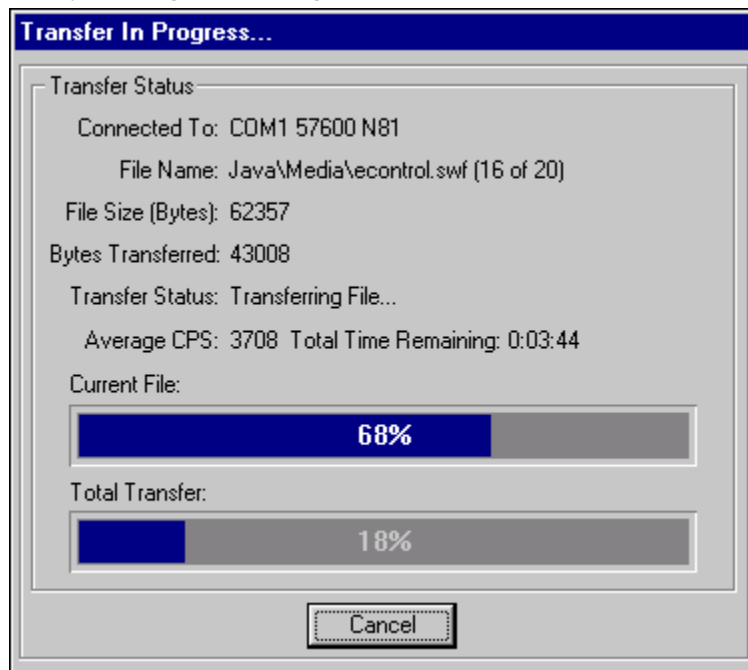 Transfer In Progress...
Transfer Status
Connected To: COM1 57600 N81
File Name: Java\Media\econtrol.swf (16 of 20)
File Size (Bytes): 62357
Bytes Transferred: 43008
Transfer Status: Transferring File...
Average CPS: 3708 Total Time Remaining: 0:03:44
Current File:
68%
Total Transfer:
18%
Cancel